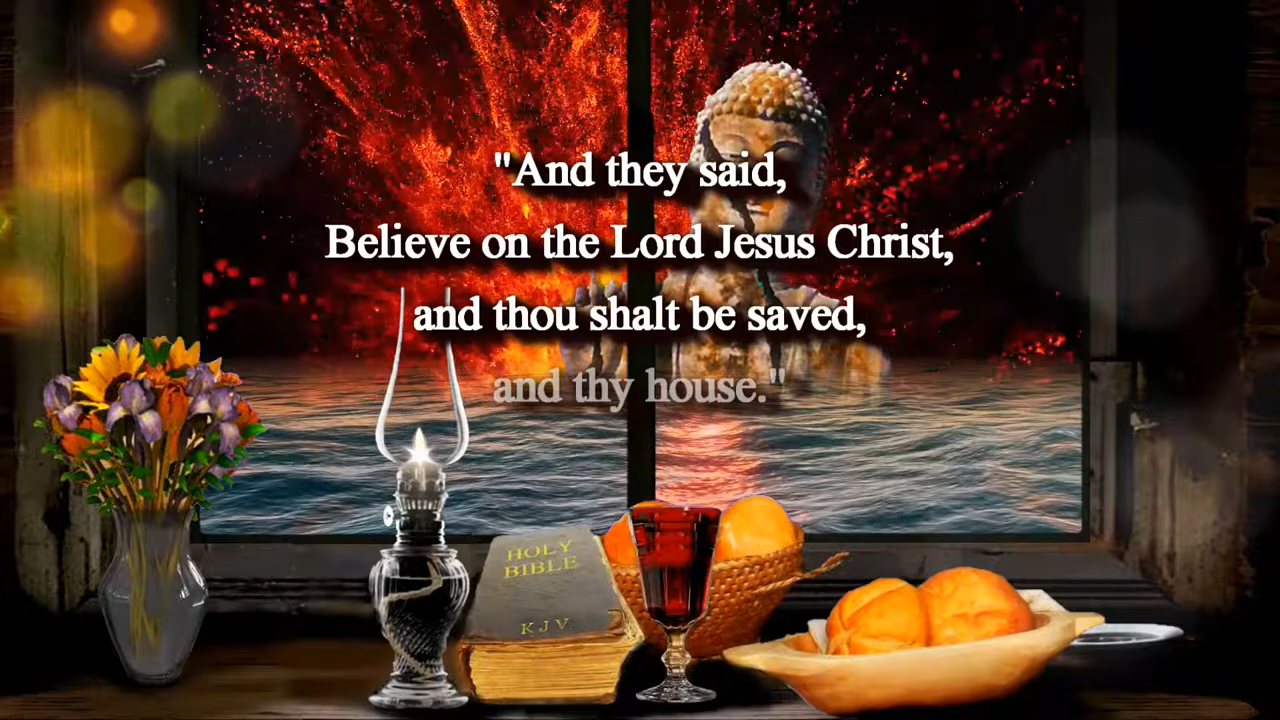 "And they said,
Believe on the Lord Jesus Christ,
and thou shalt be saved,
and thy house."
HOLY
BIBLE
KJV